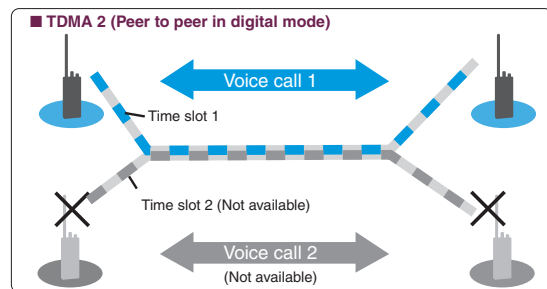 ■ TDMA 2 (Peer to peer in digital mode)
Voice call 1
Time slot 1
Time slot 2 (Not available)
Voice call 2
(Not available)